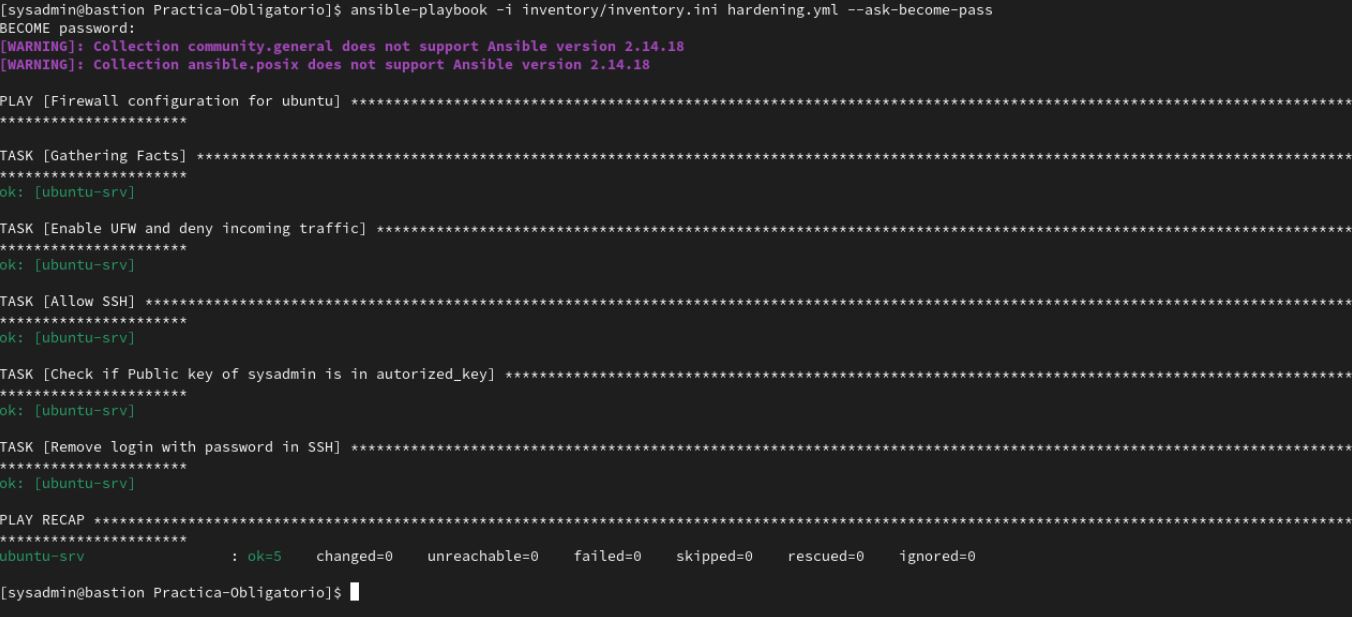 [sysadmin@bastion Practica-Obligatorio]$ ansible-playbook -i inventory/inventory.ini hardening.yml --ask-become-pass
BECOME password:
[WARNING]: Collection community.general does not support Ansible version 2.14.18
[WARNING]: Collection ansible.posix does not support Ansible version 2.14.18
PLAY [Firewall configuration for ubuntu] *********************************************************************************************************************
**********************
TASK [Gathering Facts] ***************************************************************************************************************************************
**********************
ok: [ubuntu-srv]
TASK [Enable UFW and deny incoming traffic] ******************************************************************************************************************
**********************
ok: [ubuntu-srv]
TASK [Allow SSH] *********************************************************************************************************************************************
**********************
ok: [ubuntu-srv]
TASK [Check if Public key of sysadmin is in autorized_key] ***************************************************************************************************
**********************
ok: [ubuntu-srv]
TASK [Remove login with password in SSH] *********************************************************************************************************************
**********************
ok: [ubuntu-srv]
PLAY RECAP ***************************************************************************************************************************************************
**********************
ubuntu-srv                 : ok=5    changed=0    unreachable=0    failed=0    skipped=0    rescued=0    ignored=0
[sysadmin@bastion Practica-Obligatorio]$